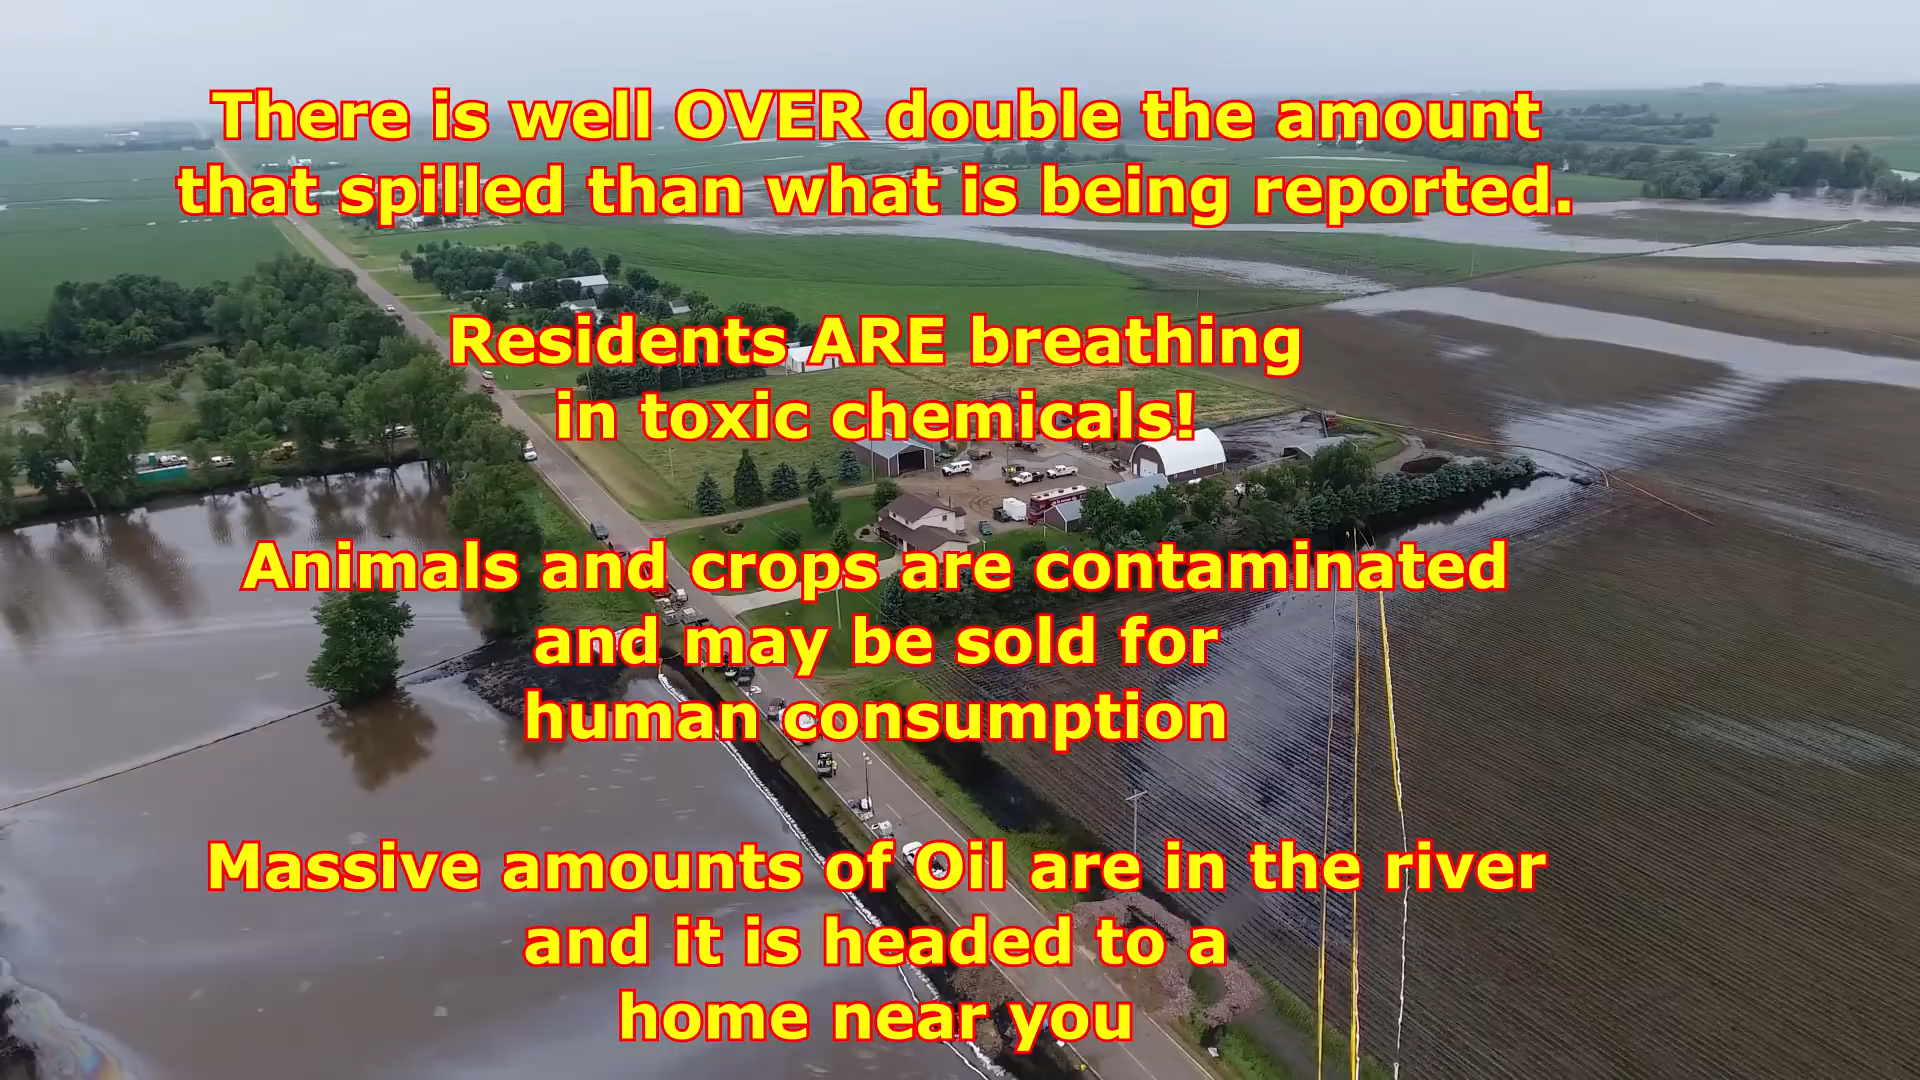 There is well OVER double the amount
that spilled than what is being reported.
Residents ARE breathing
in toxic chemicals!
Animals and crops are contaminated
and may be sold for
human consumption
Massive amounts of Oil are in the river
and it is headed to a
home near you